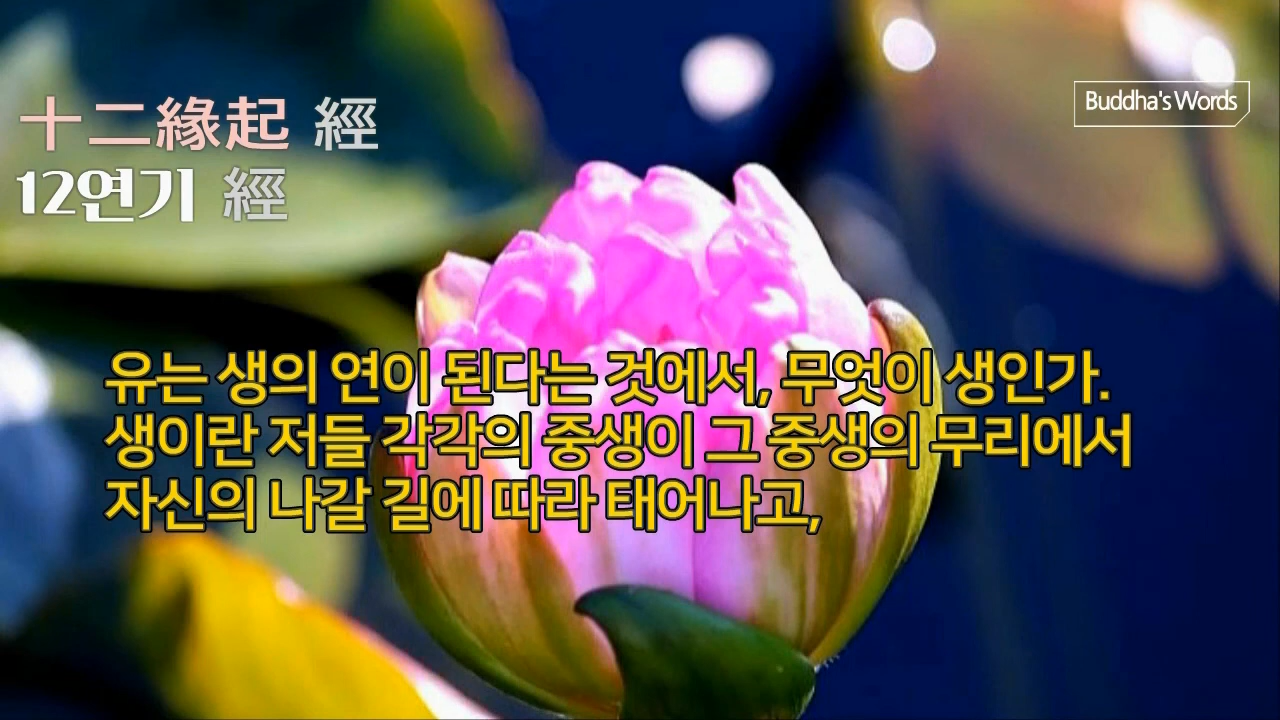 十二緣起 經
12연기 經
Buddha's Words
유는 생의 연이 된다는 것에서, 무엇이 생인가.
생이란 저들 각각의 중생이 그 중생의 무리에서
자신의 나갈 길에 따라 태어나고,